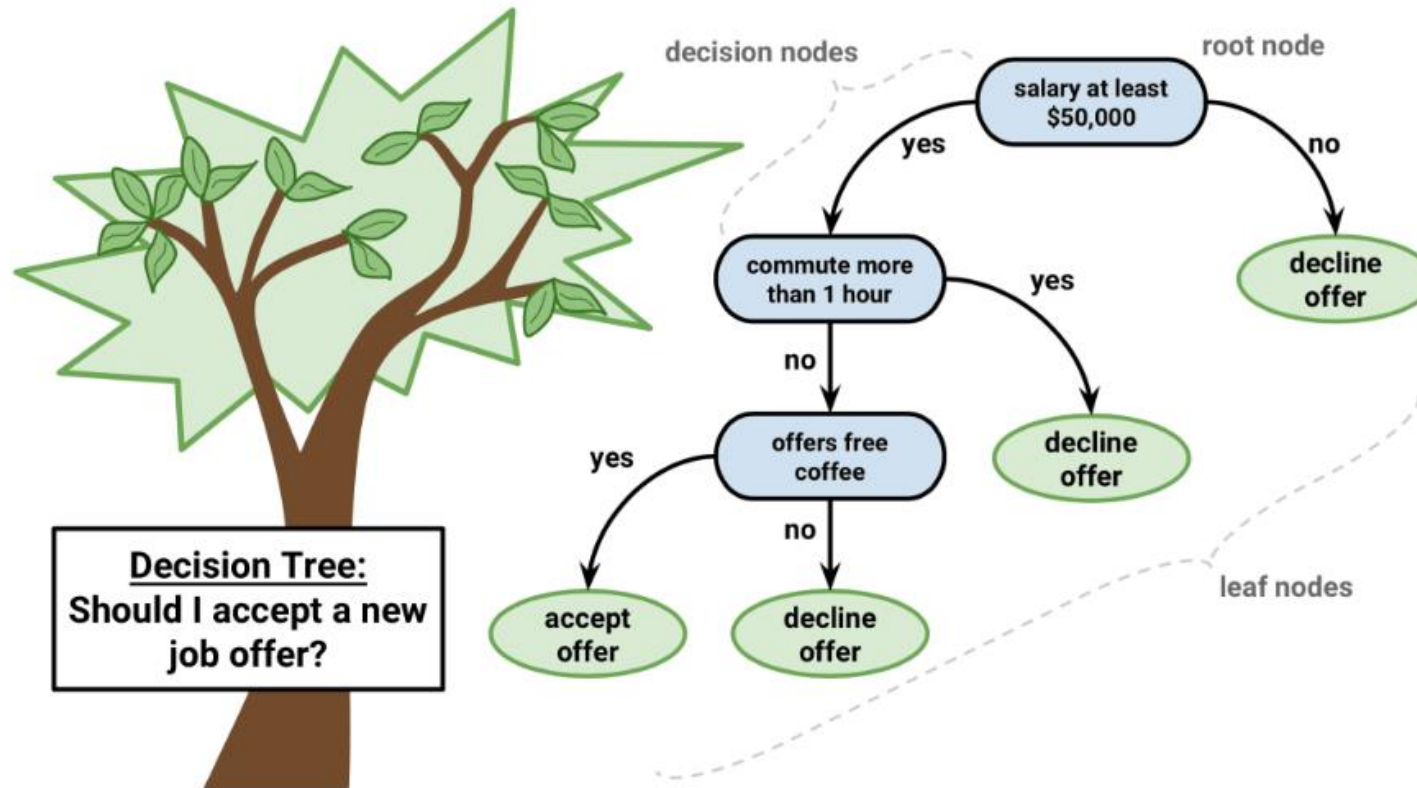 decision nodes
root node
salary at least
$50,000
yes
no
commute more
than 1 hour
yes
decline
offer
no
offers free
coffee
decline
offer
yes
no
leaf nodes
accept
offer
decline
offer
Decision Tree:
Should I accept a new
job offer?